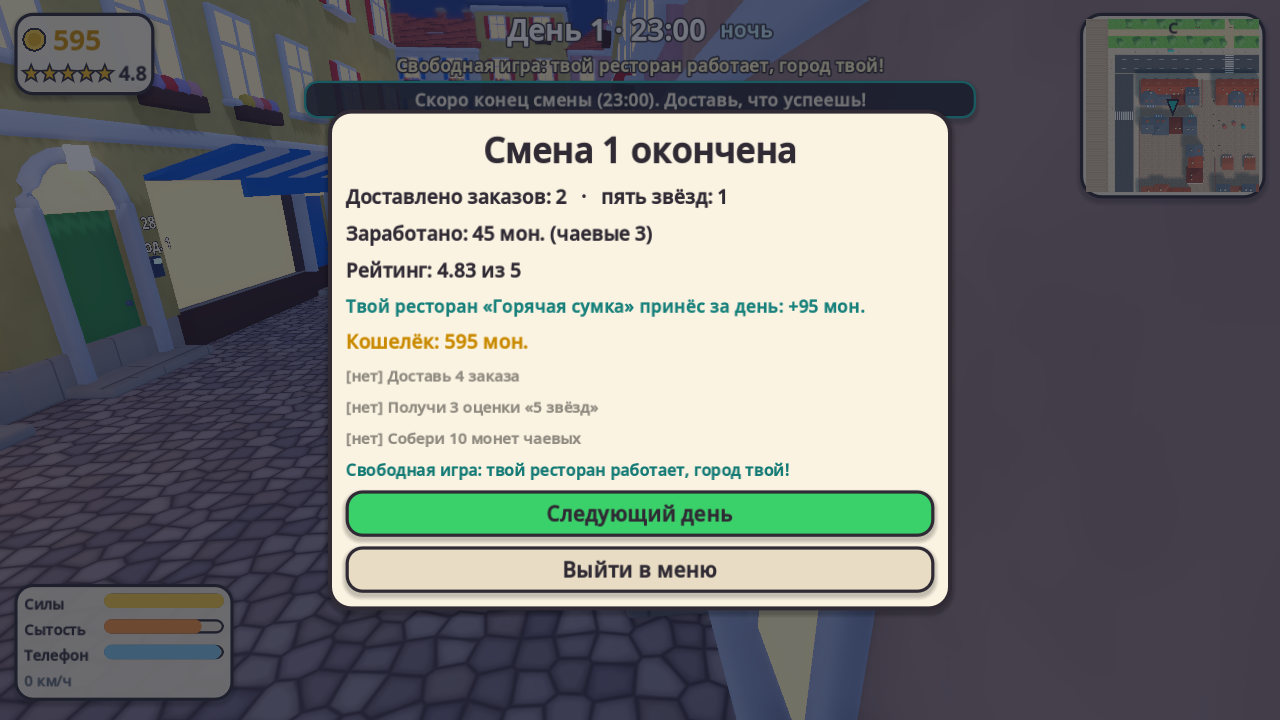 595
4.8
День 1 · 23:00 ночь
Свободная игра: твой ресторан работает, город твой!
Скоро конец смены (23:00). Доставь, что успеешь!
С
Смена 1 окончена
Доставлено заказов: 2 · пять звёзд: 1
Заработано: 45 мон. (чаевые 3)
Рейтинг: 4.83 из 5
Твой ресторан «Горячая сумка» принёс за день: +95 мон.
Кошелёк: 595 мон.
[нет] Доставь 4 заказа
[нет] Получи 3 оценки «5 звёзд»
[нет] Собери 10 монет чаевых
Свободная игра: твой ресторан работает, город твой!
Следующий день
Выйти в меню
Силы
Сытость
Телефон
0 км/ч